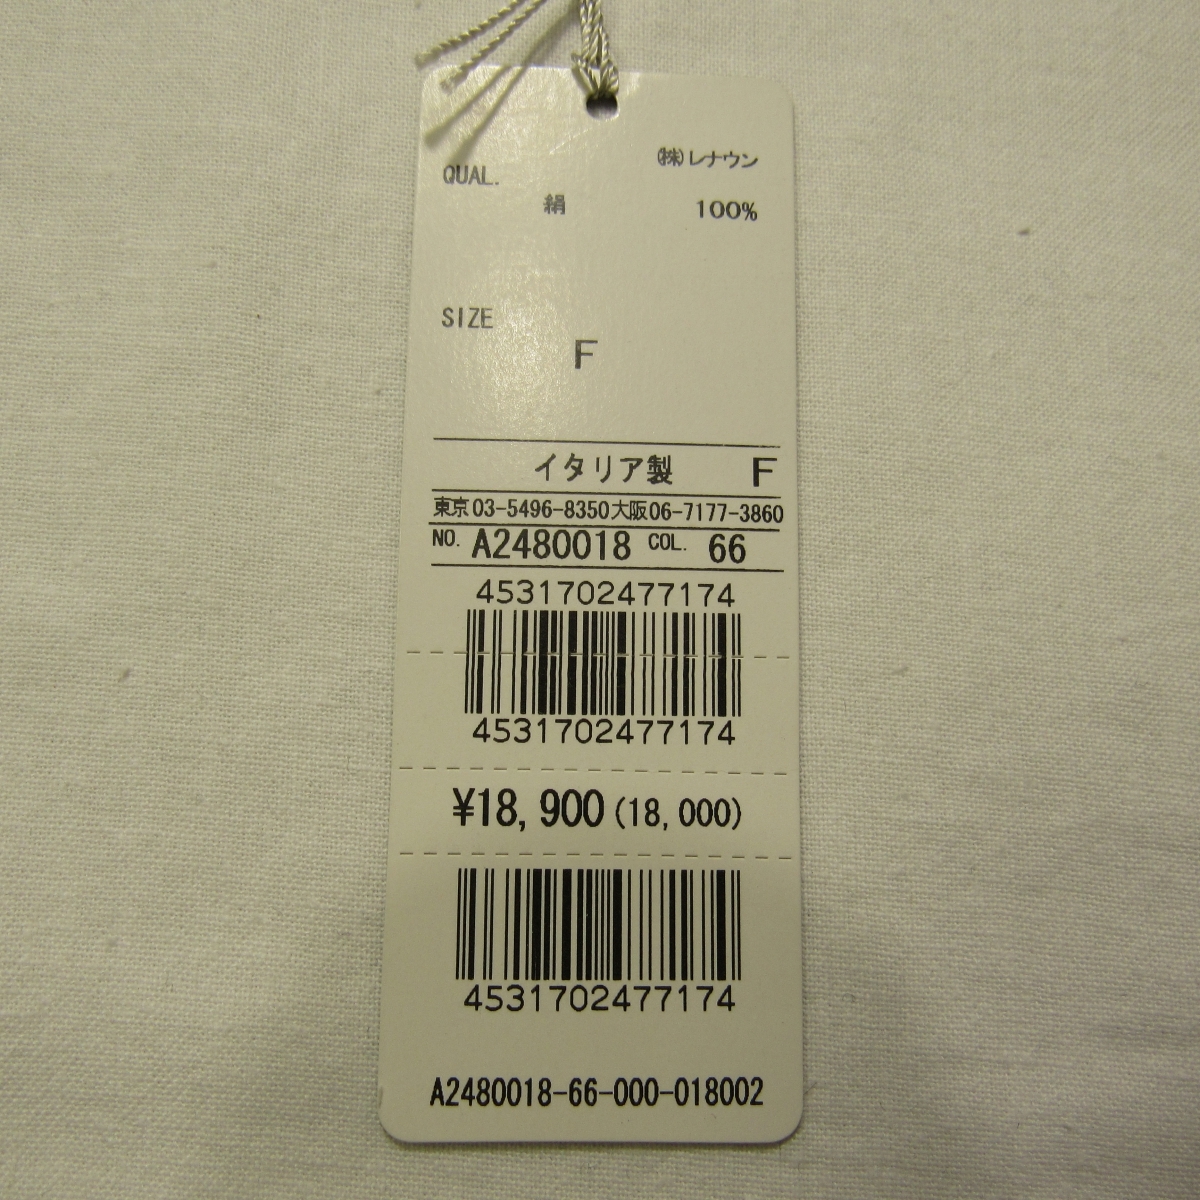 ㈱レナウン
QUAL.
絹 100%
SIZE
F
イタリア製 F
東京03-5496-8350大阪06-7177-3860
NO. A2480018 COL. 66
4531702477174
4531702477174
¥18,900(18,000)
4531702477174
A2480018-66-000-018002